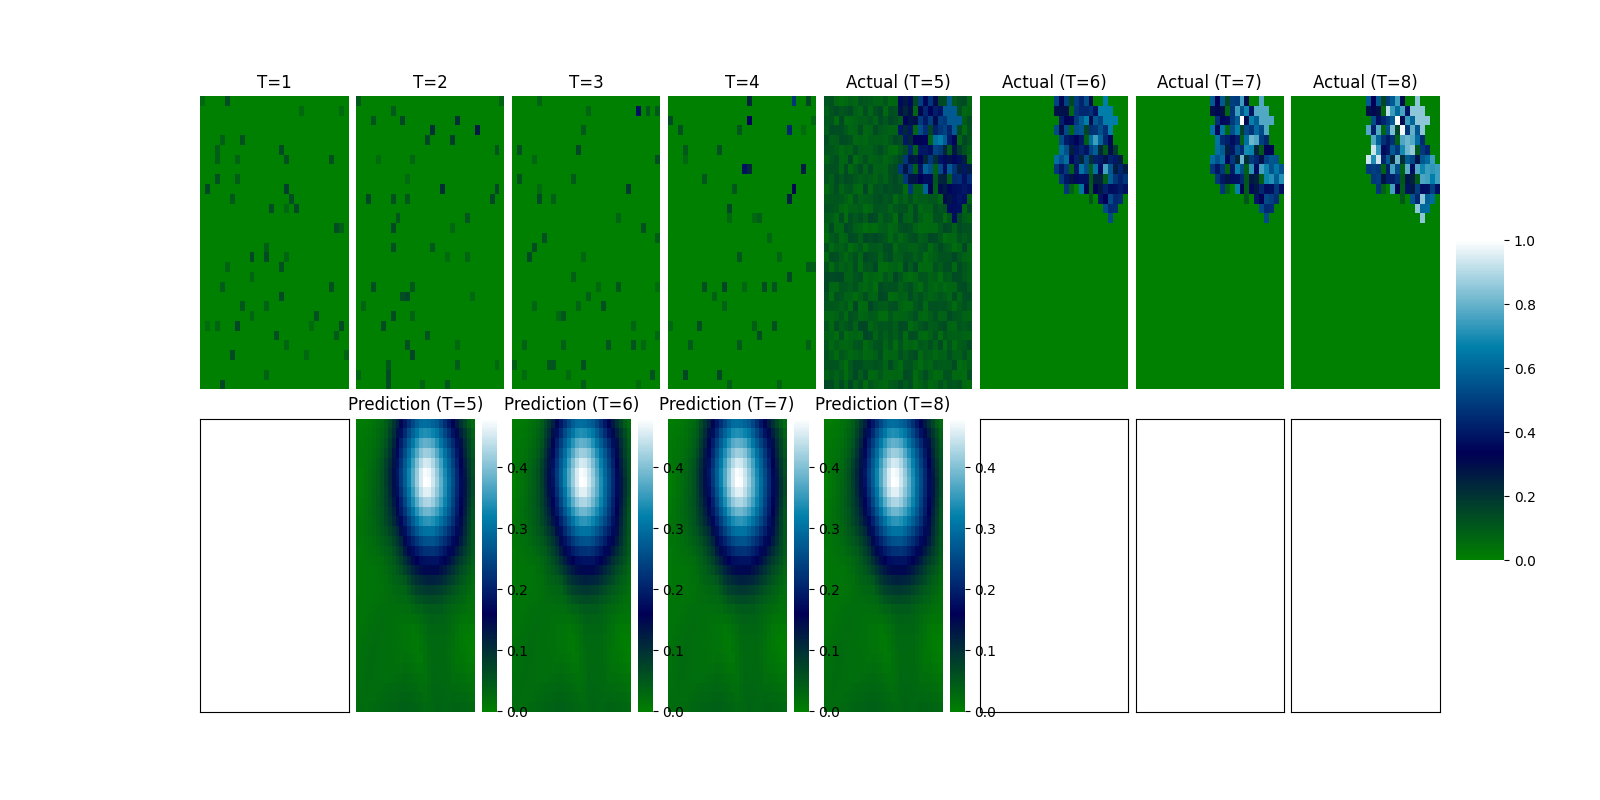 T=1
T=2
T=3
T=4
Actual (T=5)
Actual (T=6)
Actual (T=7)
Actual (T=8)
1.0
0.8
0.6
0.4
0.2
0.0
Prediction (T=5)
Prediction (T=6)
Prediction (T=7)
Prediction (T=8)
0.4
0.3
0.2
0.1
0.0
0.4
0.3
0.2
0.1
0.0
0.4
0.3
0.2
0.1
0.0
0.4
0.3
0.2
0.1
0.0